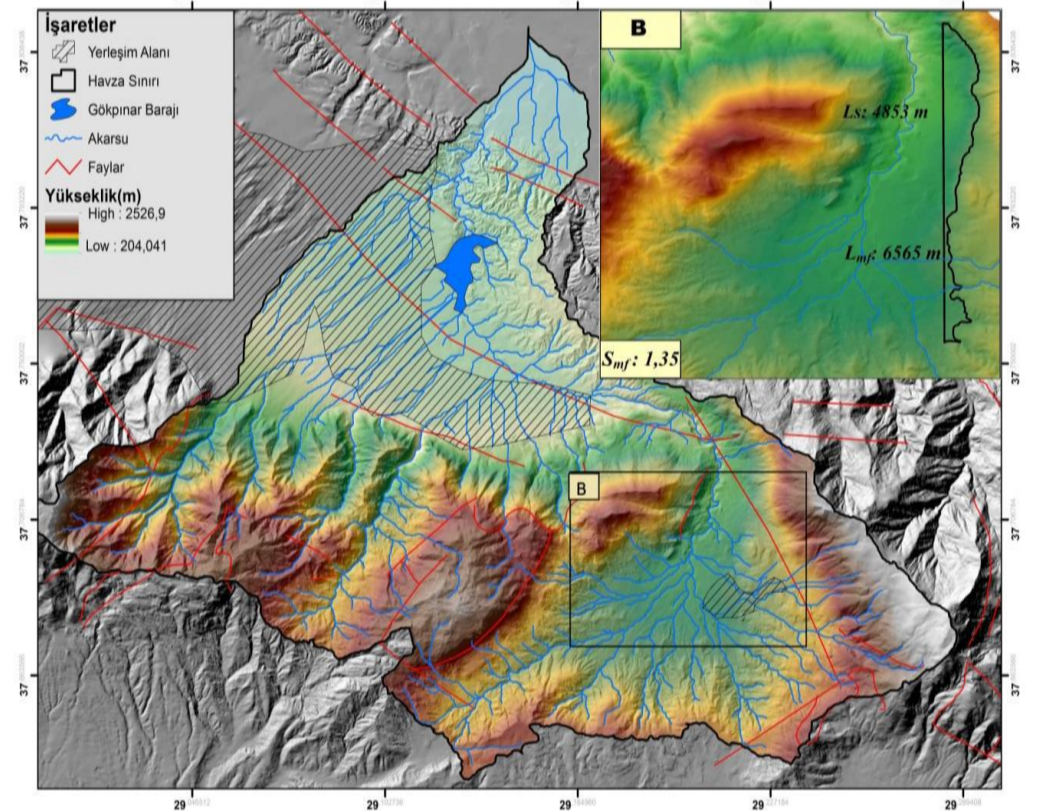 İşaretler
Yerleşim Alanı
Havza Sınırı
Gökpınar Barajı
Akarsu
Faylar
Yükseklik(m)
High : 2526,9
Low : 204,041
B
Ls: 4853 m
Lmf: 6565 m
Smf: 1,35
B
37
37
37
37
37
37
37
37
37
37
29
29
29
29
29